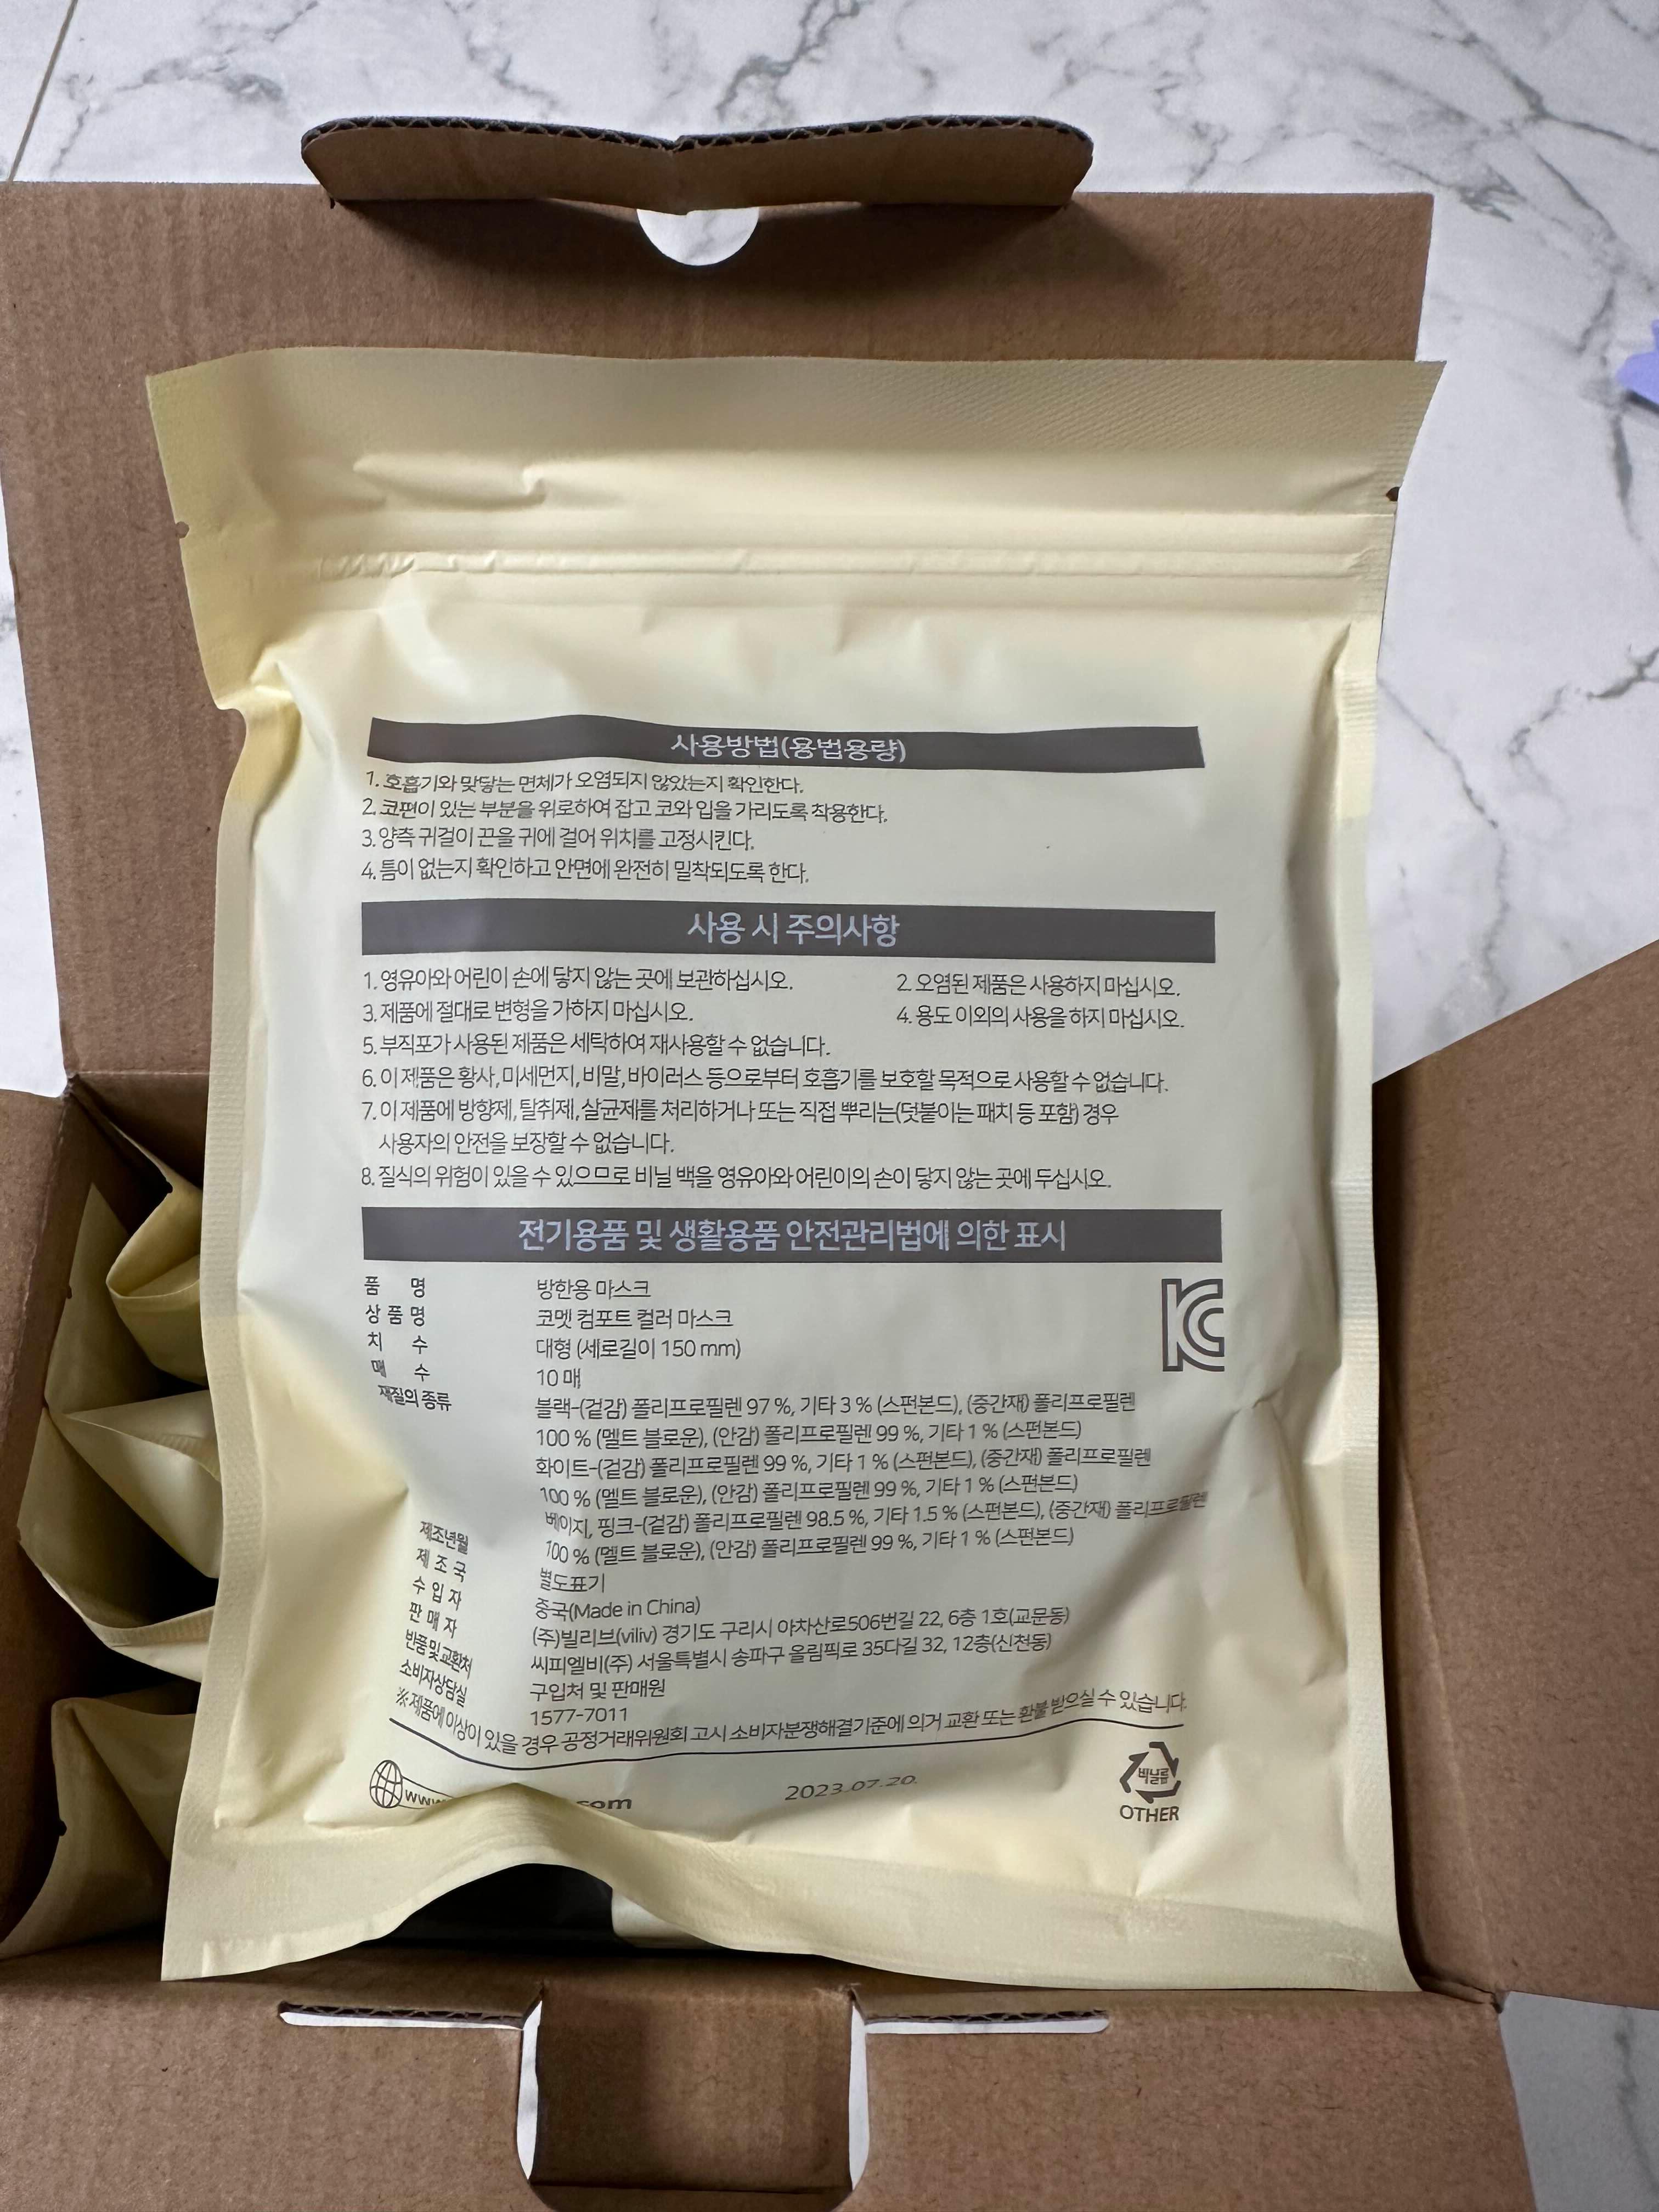 사용방법(용법용량)
1. 호흡기와 맞닿는 면체가 오염되지 않았는지 확인한다.
2. 코편이 있는 부분을 위로하여 잡고 코와 입을 가리도록 착용한다.
3. 양측 귀걸이 끈을 귀에 걸어 위치를 고정시킨다.
4. 틈이 없는지 확인하고 안면에 완전히 밀착되도록 한다.
사용 시 주의사항
1. 영유아와 어린이 손에 닿지 않는 곳에 보관하십시오. 2. 오염된 제품은 사용하지 마십시오.
3. 제품에 절대로 변형을 가하지 마십시오. 4. 용도 이외의 사용을 하지 마십시오.
5. 부직포가 사용된 제품은 세탁하여 재사용할 수 없습니다.
6. 이 제품은 황사, 미세먼지, 비말, 바이러스 등으로부터 호흡기를 보호할 목적으로 사용할 수 없습니다.
7. 이 제품에 방향제, 탈취제, 살균제를 처리하거나 또는 직접 뿌리는(덧붙이는 패치 등 포함) 경우
사용자의 안전을 보장할 수 없습니다.
8. 질식의 위험이 있을 수 있으므로 비닐 백을 영유아와 어린이의 손이 닿지 않는 곳에 두십시오.
전기용품 및 생활용품 안전관리법에 의한 표시
품 명 방한용 마스크
상 품 명 코멧 컴포트 컬러 마스크
치 수 대형 (세로길이 150 mm)
매 수 10 매
재질의 종류 블랙-(겉감) 폴리프로필렌 97 %, 기타 3 % (스펀본드), (중간재) 폴리프로필렌
100 % (멜트 블로운), (안감) 폴리프로필렌 99 %, 기타 1 % (스펀본드)
화이트-(겉감) 폴리프로필렌 99 %, 기타 1 % (스펀본드), (중간재) 폴리프로필렌
100 % (멜트 블로운), (안감) 폴리프로필렌 99 %, 기타 1 % (스펀본드)
베이지, 핑크-(겉감) 폴리프로필렌 98.5 %, 기타 1.5 % (스펀본드), (중간재) 폴리프로필렌
100 % (멜트 블로운), (안감) 폴리프로필렌 99 %, 기타 1 % (스펀본드)
제조년월 별도표기
제 조 국 중국(Made in China)
수 입 자 (주)빌리브(viliv) 경기도 구리시 아차산로506번길 22, 6층 1호(교문동)
판 매 자 씨피엘비(주) 서울특별시 송파구 올림픽로 35다길 32, 12층(신천동)
반품 및 교환처 구입처 및 판매원
소비자상담실 1577-7011
※ 제품에 이상이 있을 경우 공정거래위원회 고시 소비자분쟁해결기준에 의거 교환 또는 환불 받으실 수 있습니다.
2023.07.20.
비닐류
OTHER